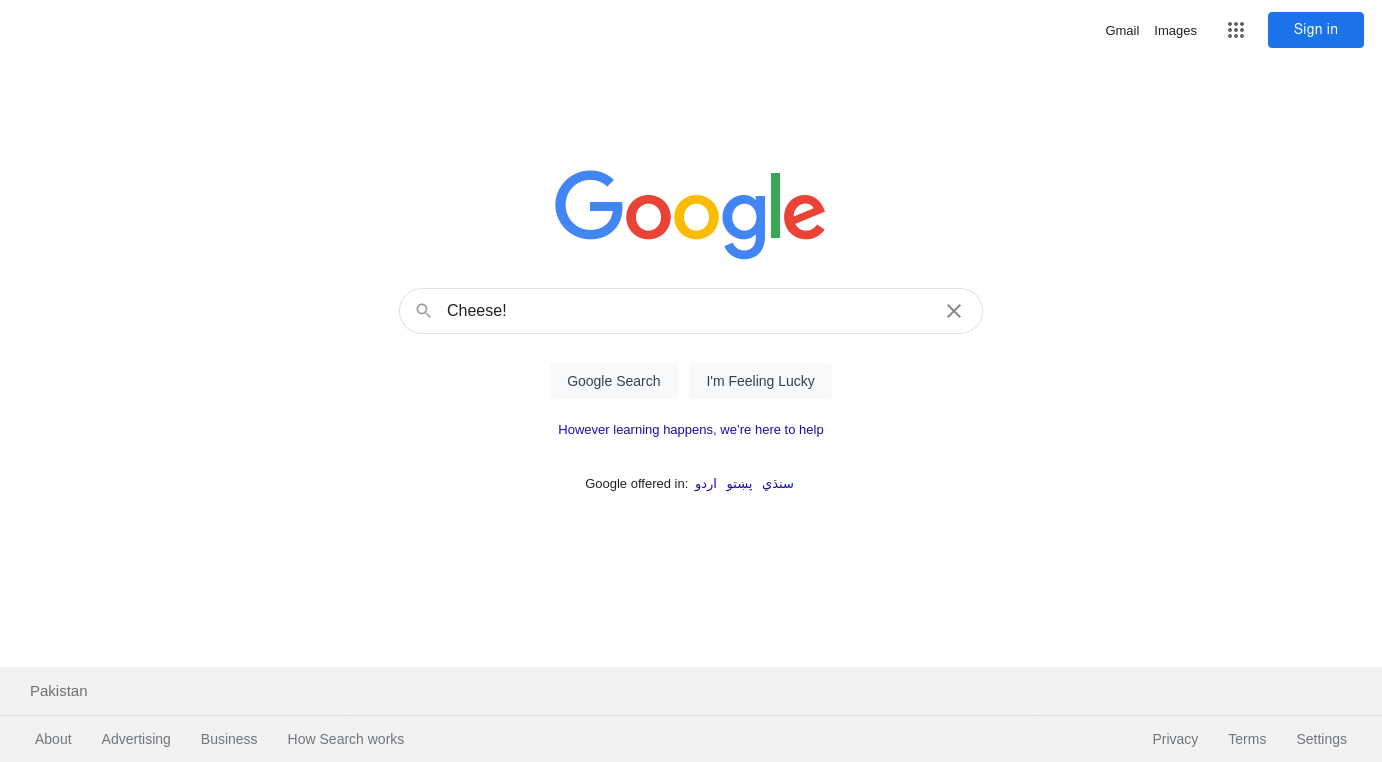 Gmail Images Sign in
Google
Cheese!
Google Search I'm Feeling Lucky
However learning happens, we're here to help
Google offered in: اردو پښتو سنڌي
Pakistan
About Advertising Business How Search works Privacy Terms Settings